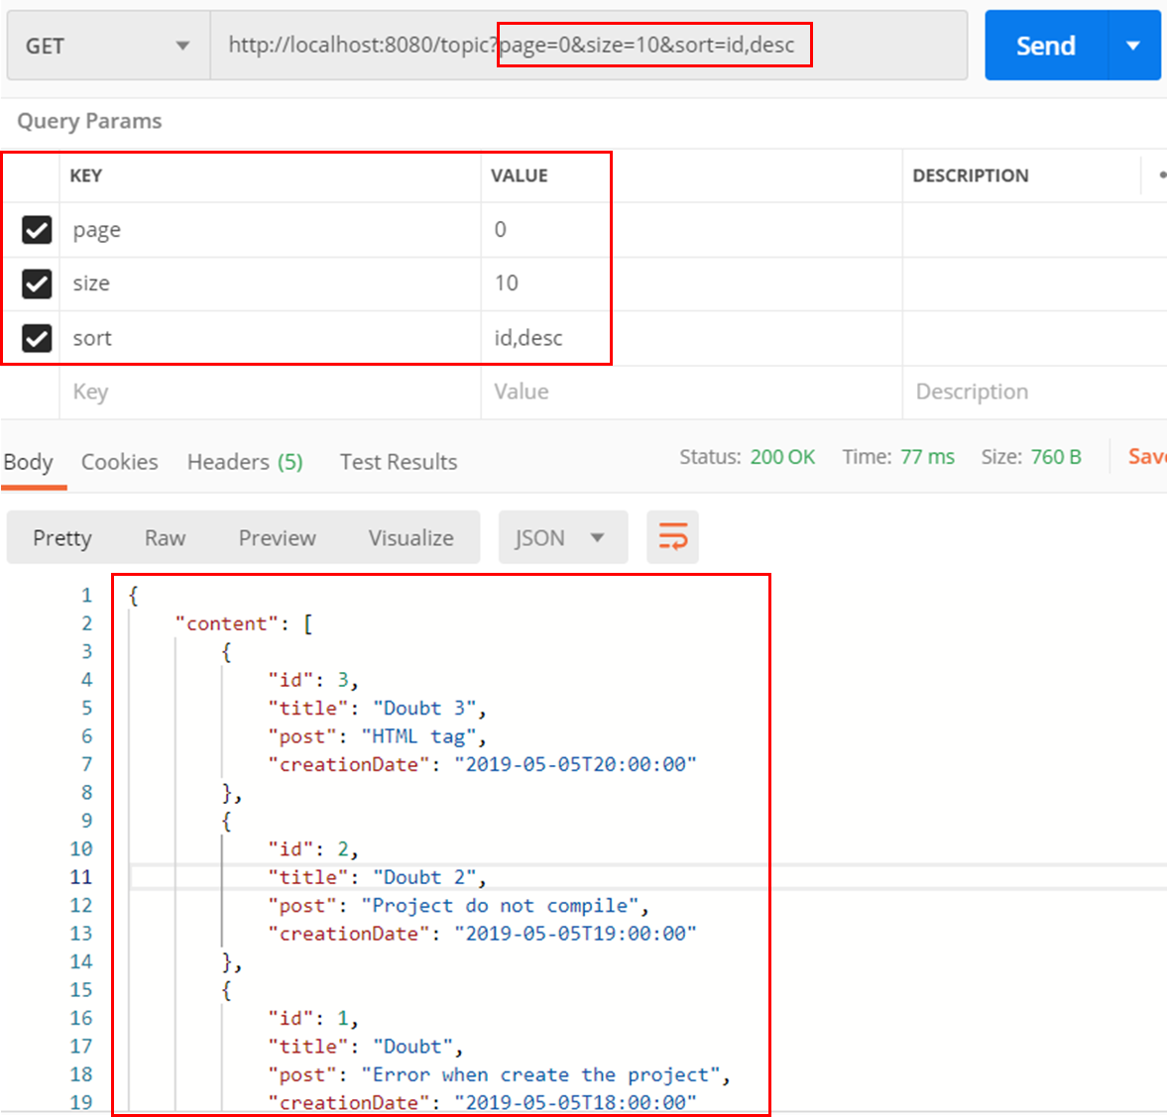 GET http://localhost:8080/topic?page=0&size=10&sort=id,desc Send
Query Params
KEY VALUE DESCRIPTION
page 0
size 10
sort id,desc
Key Value Description
Body Cookies Headers (5) Test Results Status: 200 OK Time: 77 ms Size: 760 B Save
Pretty Raw Preview Visualize JSON
1 {
2 "content": [
3 {
4 "id": 3,
5 "title": "Doubt 3",
6 "post": "HTML tag",
7 "creationDate": "2019-05-05T20:00:00"
8 },
9 {
10 "id": 2,
11 "title": "Doubt 2",
12 "post": "Project do not compile",
13 "creationDate": "2019-05-05T19:00:00"
14 },
15 {
16 "id": 1,
17 "title": "Doubt",
18 "post": "Error when create the project",
19 "creationDate": "2019-05-05T18:00:00"